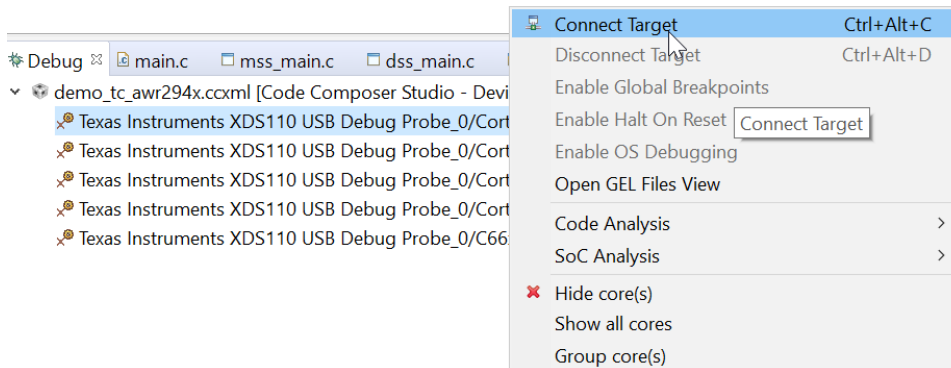 Debug main.c mss_main.c dss_main.c
demo_tc_awr294x.ccxml [Code Composer Studio - Devi
Texas Instruments XDS110 USB Debug Probe_0/Cort
Texas Instruments XDS110 USB Debug Probe_0/Cort
Texas Instruments XDS110 USB Debug Probe_0/Cort
Texas Instruments XDS110 USB Debug Probe_0/Cort
Texas Instruments XDS110 USB Debug Probe_0/C66
Connect Target Ctrl+Alt+C
Disconnect Target Ctrl+Alt+D
Enable Global Breakpoints
Enable Halt On Reset
Connect Target
Enable OS Debugging
Open GEL Files View
Code Analysis
SoC Analysis
Hide core(s)
Show all cores
Group core(s)